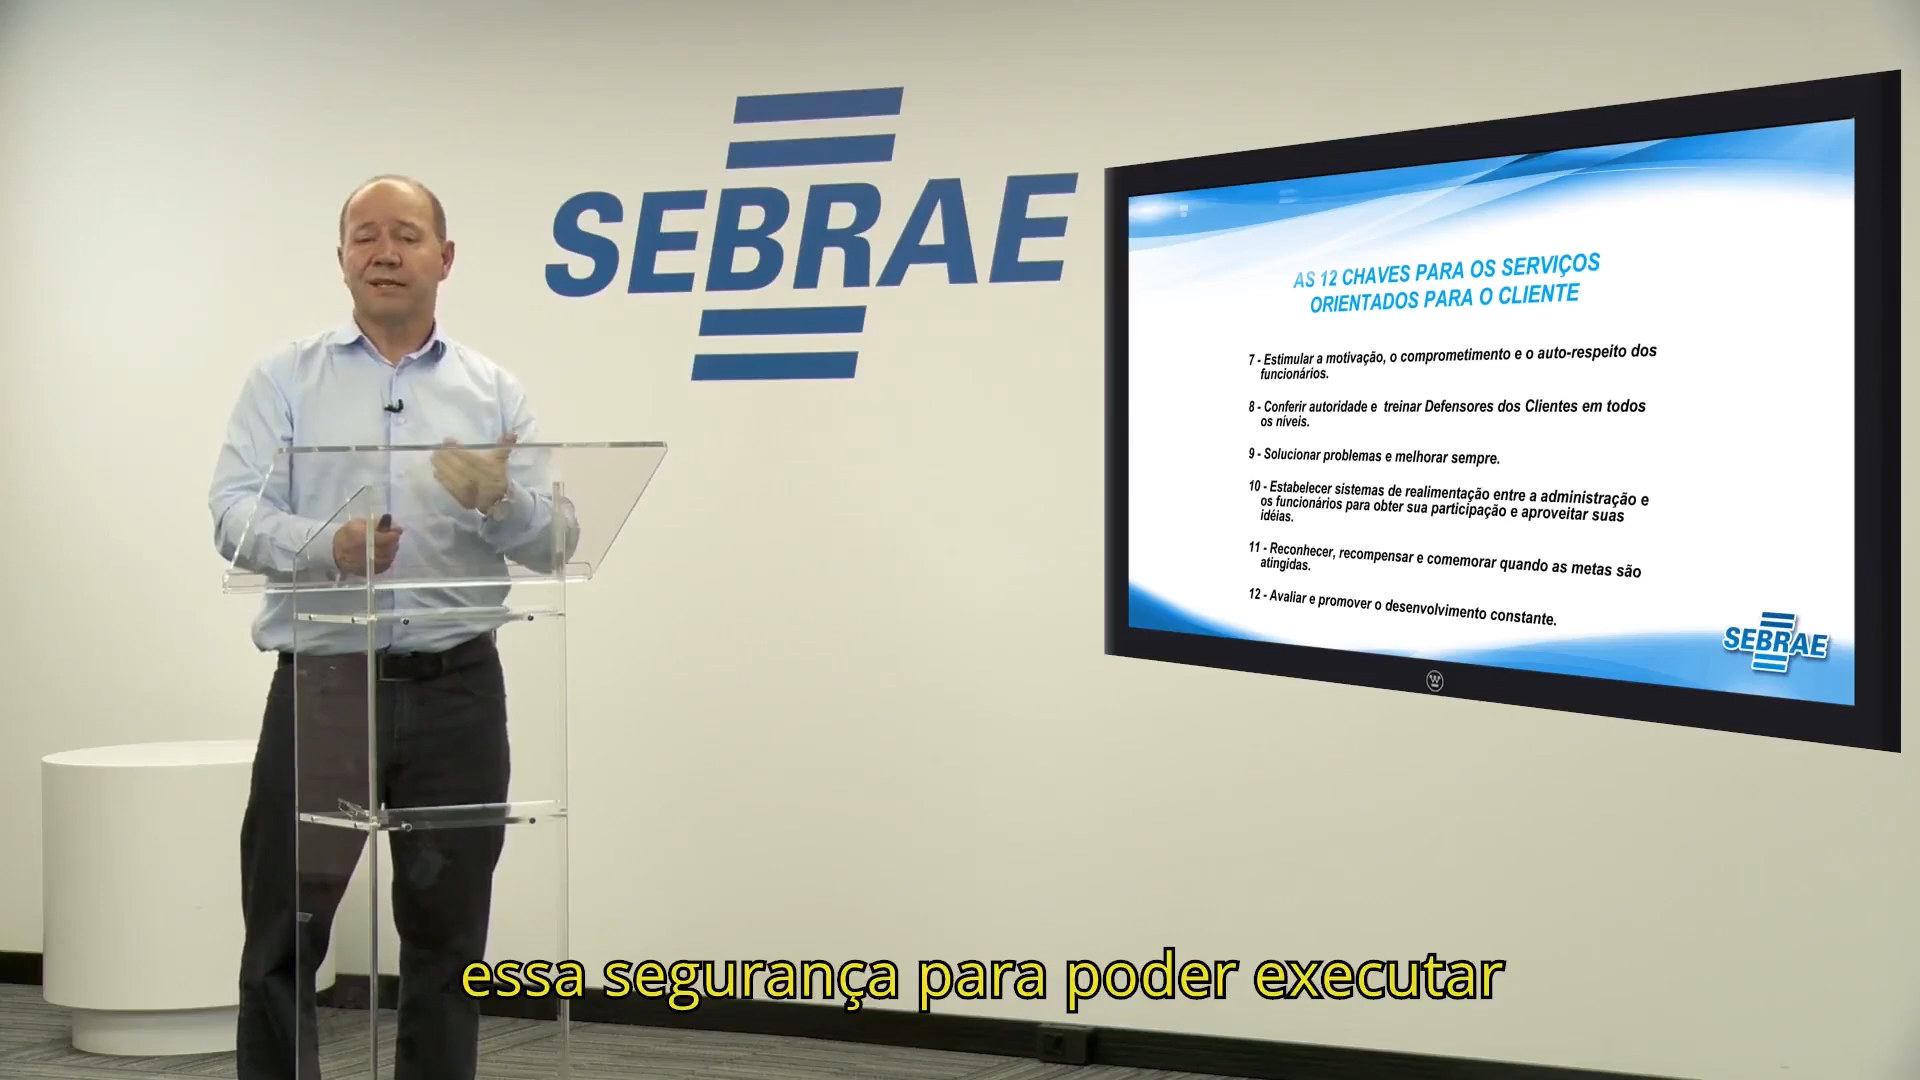 SEBRAE
AS 12 CHAVES PARA OS SERVIÇOS
ORIENTADOS PARA O CLIENTE
7 - Estimular a motivação, o comprometimento e o auto-respeito dos
funcionários.
8 - Conferir autoridade e treinar Defensores dos Clientes em todos
os níveis.
9 - Solucionar problemas e melhorar sempre.
10 - Estabelecer sistemas de realimentação entre a administração e
os funcionários para obter sua participação e aproveitar suas
idéias.
11 - Reconhecer, recompensar e comemorar quando as metas são
atingidas.
12 - Avaliar e promover o desenvolvimento constante.
SEBRAE
W
essa segurança para poder executar